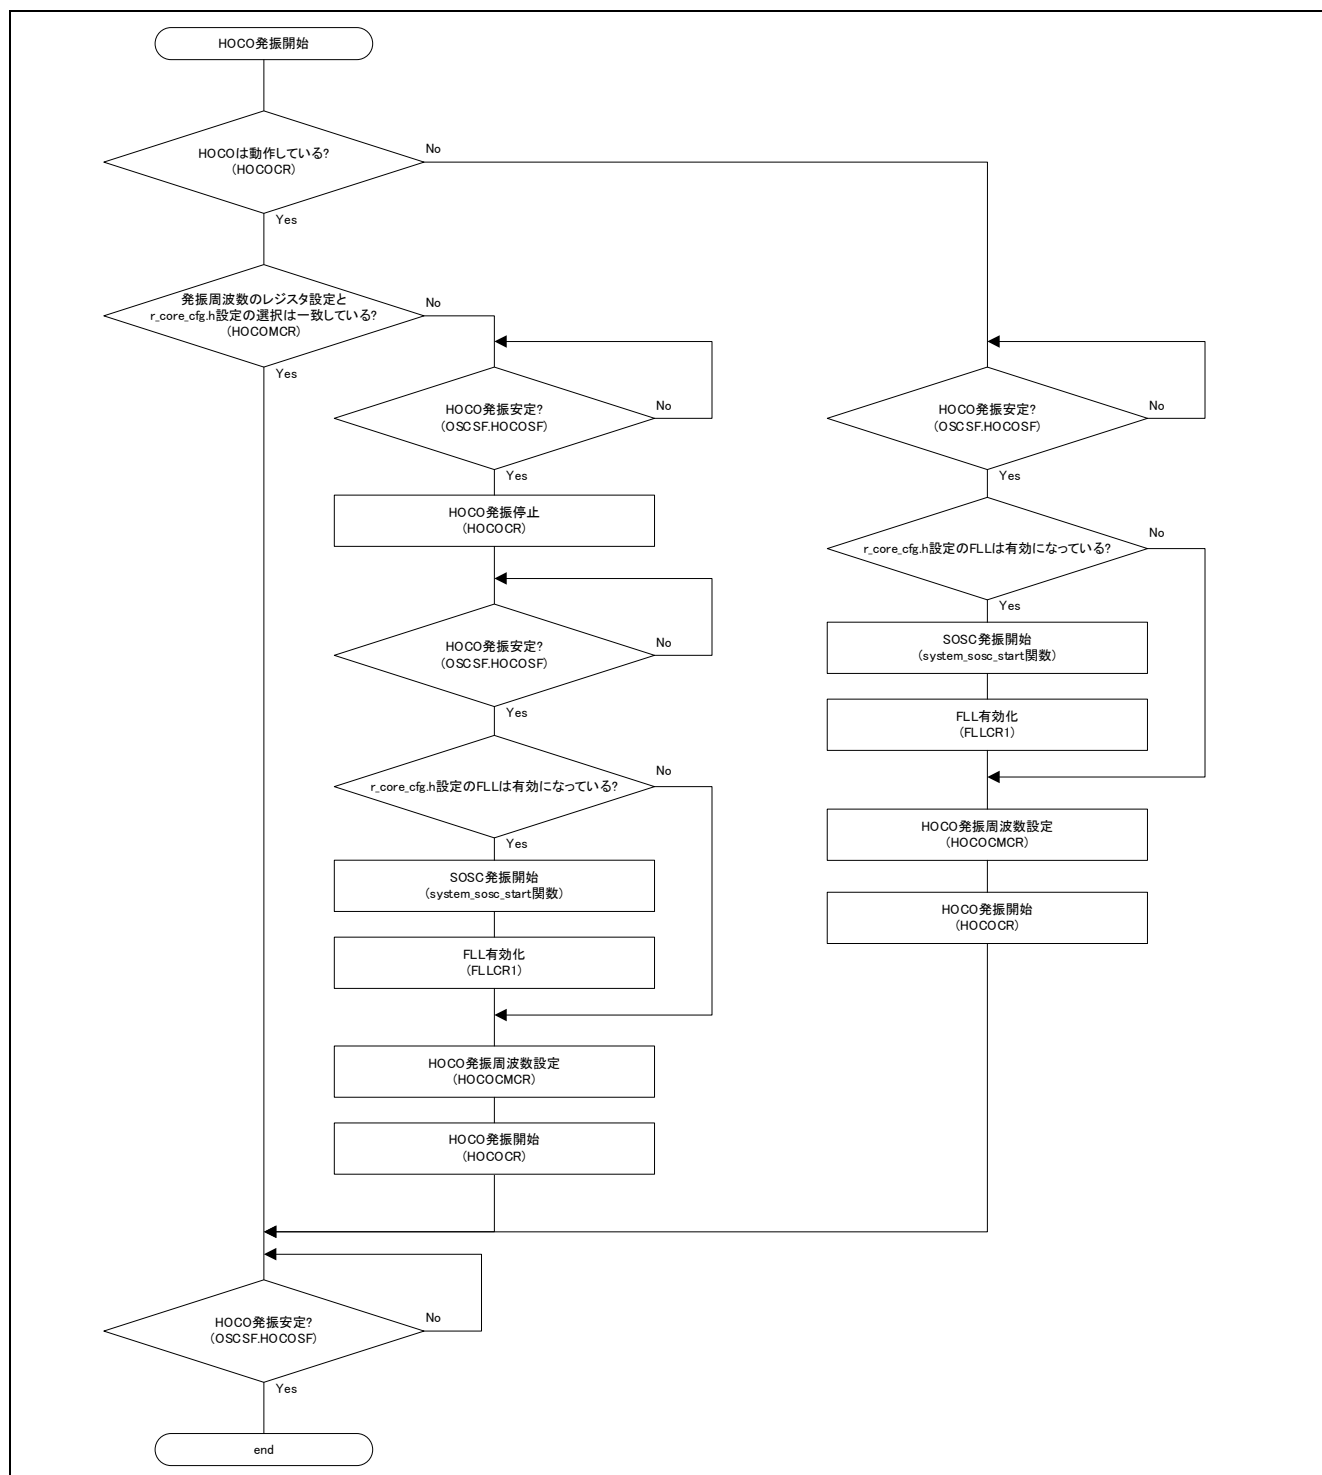 HOCO発振開始
HOCOは動作している?
(HOCOCR)
No
Yes
発振周波数のレジスタ設定と
r_core_cfg.h設定の選択は一致している?
(HOCOMCR)
No
Yes
HOCO発振安定?
(OSCSF.HOCOSF)
No
Yes
HOCO発振停止
(HOCOCR)
HOCO発振安定?
(OSCSF.HOCOSF)
No
Yes
r_core_cfg.h設定のFLLは有効になっている?
No
Yes
SOSC発振開始
(system_sosc_start関数)
FLL有効化
(FLLCR1)
HOCO発振周波数設定
(HOCOCMCR)
HOCO発振開始
(HOCOCR)
HOCO発振安定?
(OSCSF.HOCOSF)
No
Yes
r_core_cfg.h設定のFLLは有効になっている?
No
Yes
SOSC発振開始
(system_sosc_start関数)
FLL有効化
(FLLCR1)
HOCO発振周波数設定
(HOCOCMCR)
HOCO発振開始
(HOCOCR)
HOCO発振安定?
(OSCSF.HOCOSF)
No
Yes
end